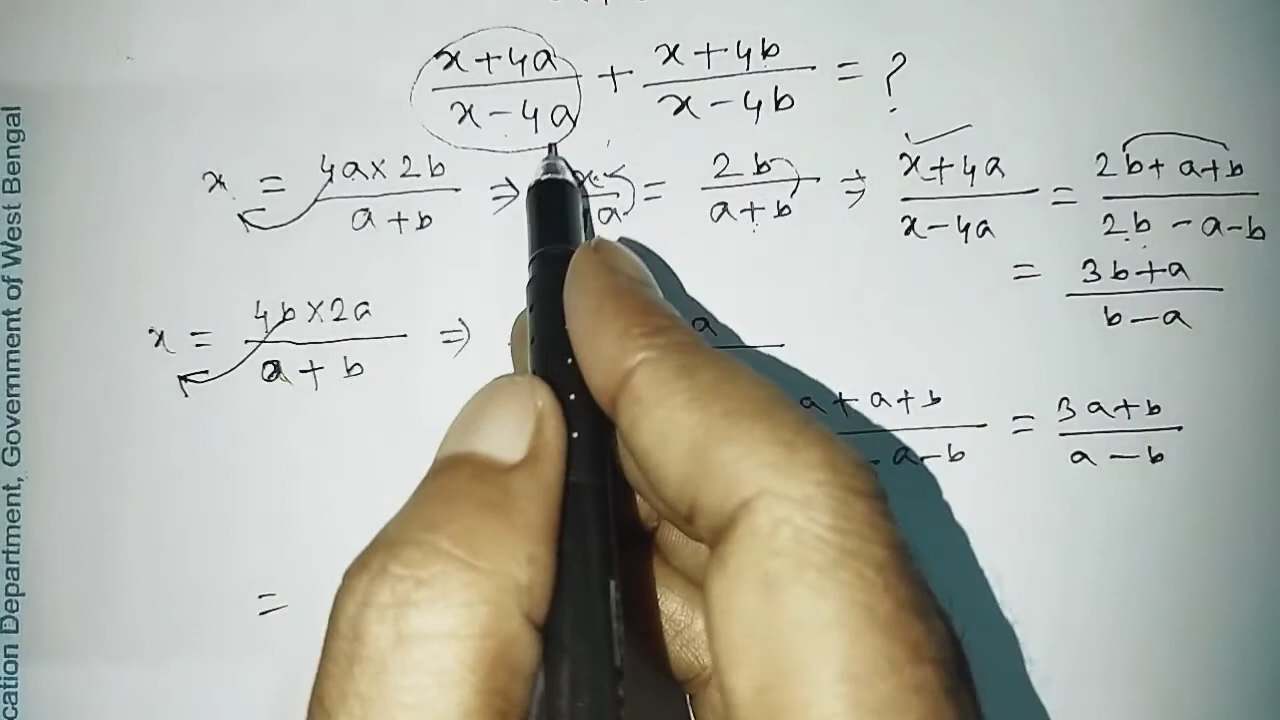 (x+4a)/(x-4a) + (x+4b)/(x-4b) = ?
x = (4a×2b)/(a+b) ⇒ = (2b)/(a+b) ⇒ (x+4a)/(x-4a) = (2b+a+b)/(2b-a-b)
= (3b+a)/(b-a)
x = (4b×2a)/(a+b) ⇒
a+a+b
-a-b = (3a+b)/(a-b)
=
cation Department, Government of West Bengal